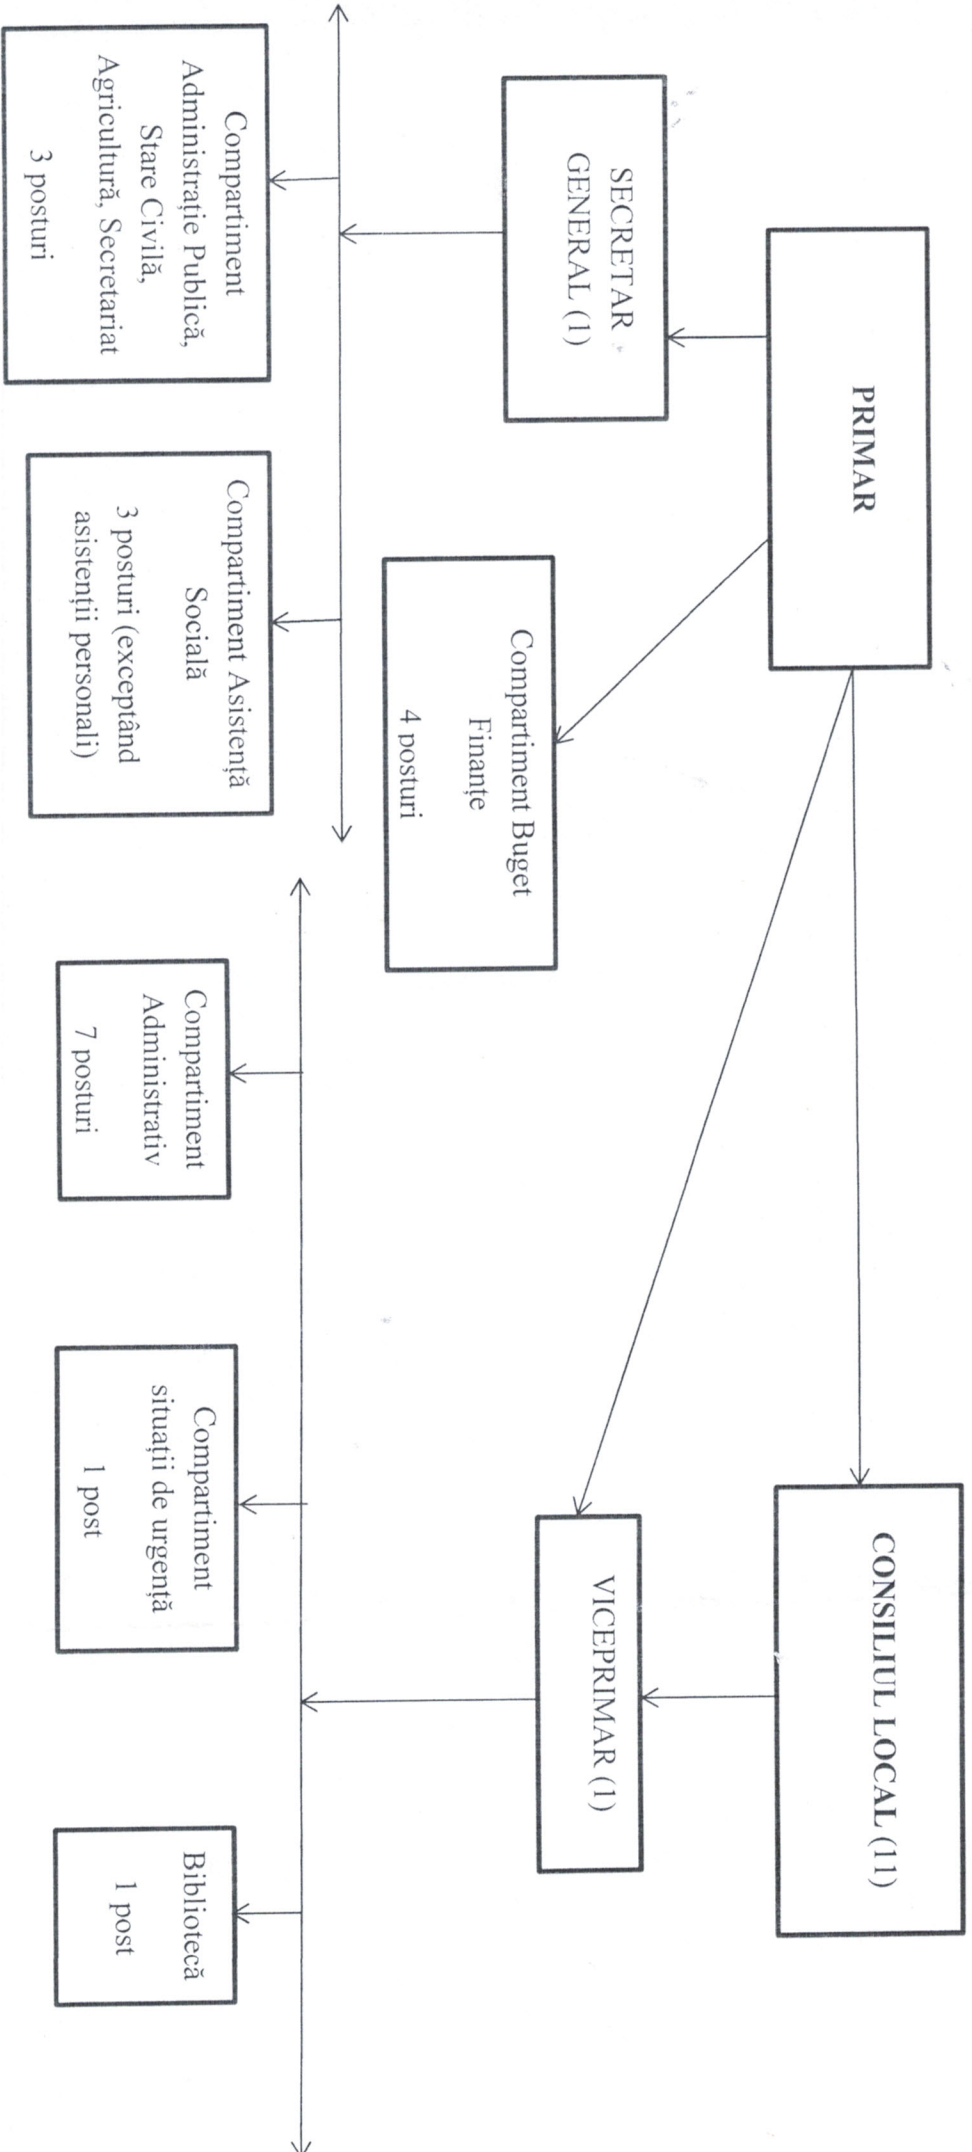 PRIMAR
CONSILIUL LOCAL (11)
SECRETAR
GENERAL (1)
VICEPRIMAR (1)
Compartiment Buget
Finanțe
4 posturi
Compartiment
Administrație Publică,
Stare Civilă,
Agricultură, Secretariat
3 posturi
Compartiment Asistență
Socială
3 posturi (exceptând
asistenții personali)
Compartiment
Administrativ
7 posturi
Compartiment
situații de urgență
1 post
Bibliotecă
1 post